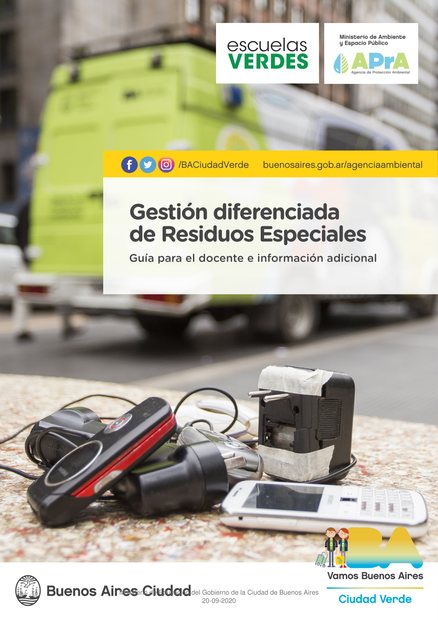 escuelas
VERDES
Ministerio de Ambiente
y Espacio Público
APrA
Agencia de Protección Ambiental
/BACiudadVerde buenosaires.gob.ar/agenciaambiental
Gestión diferenciada
de Residuos Especiales
Guía para el docente e información adicional
BA
Vamos Buenos Aires
Buenos Aires Ciudad
del Gobierno de la Ciudad de Buenos Aires
20-09-2020
Ciudad Verde